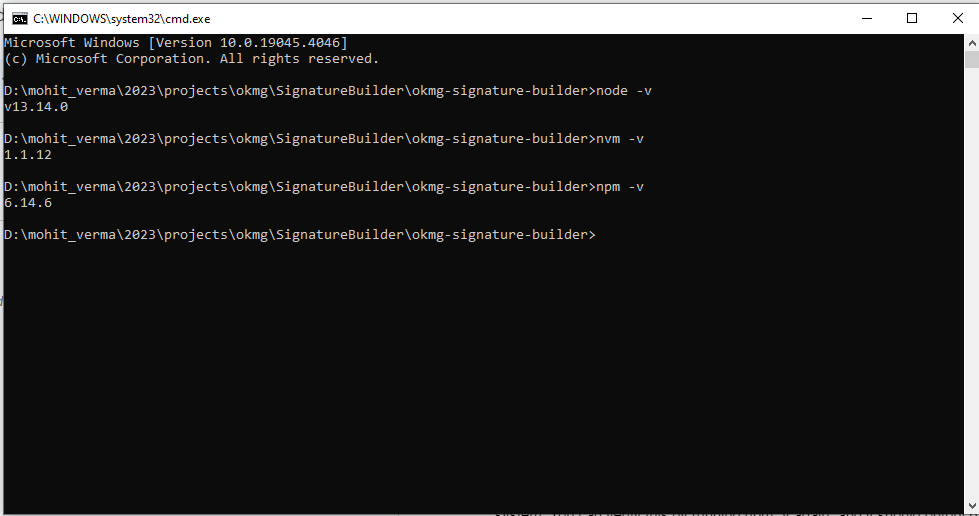 C:\WINDOWS\system32\cmd.exe
Microsoft Windows [Version 10.0.19045.4046]
(c) Microsoft Corporation. All rights reserved.
D:\mohit_verma\2023\projects\okmg\SignatureBuilder\okmg-signature-builder>node -v
v13.14.0
D:\mohit_verma\2023\projects\okmg\SignatureBuilder\okmg-signature-builder>nvm -v
1.1.12
D:\mohit_verma\2023\projects\okmg\SignatureBuilder\okmg-signature-builder>npm -v
6.14.6
D:\mohit_verma\2023\projects\okmg\SignatureBuilder\okmg-signature-builder>